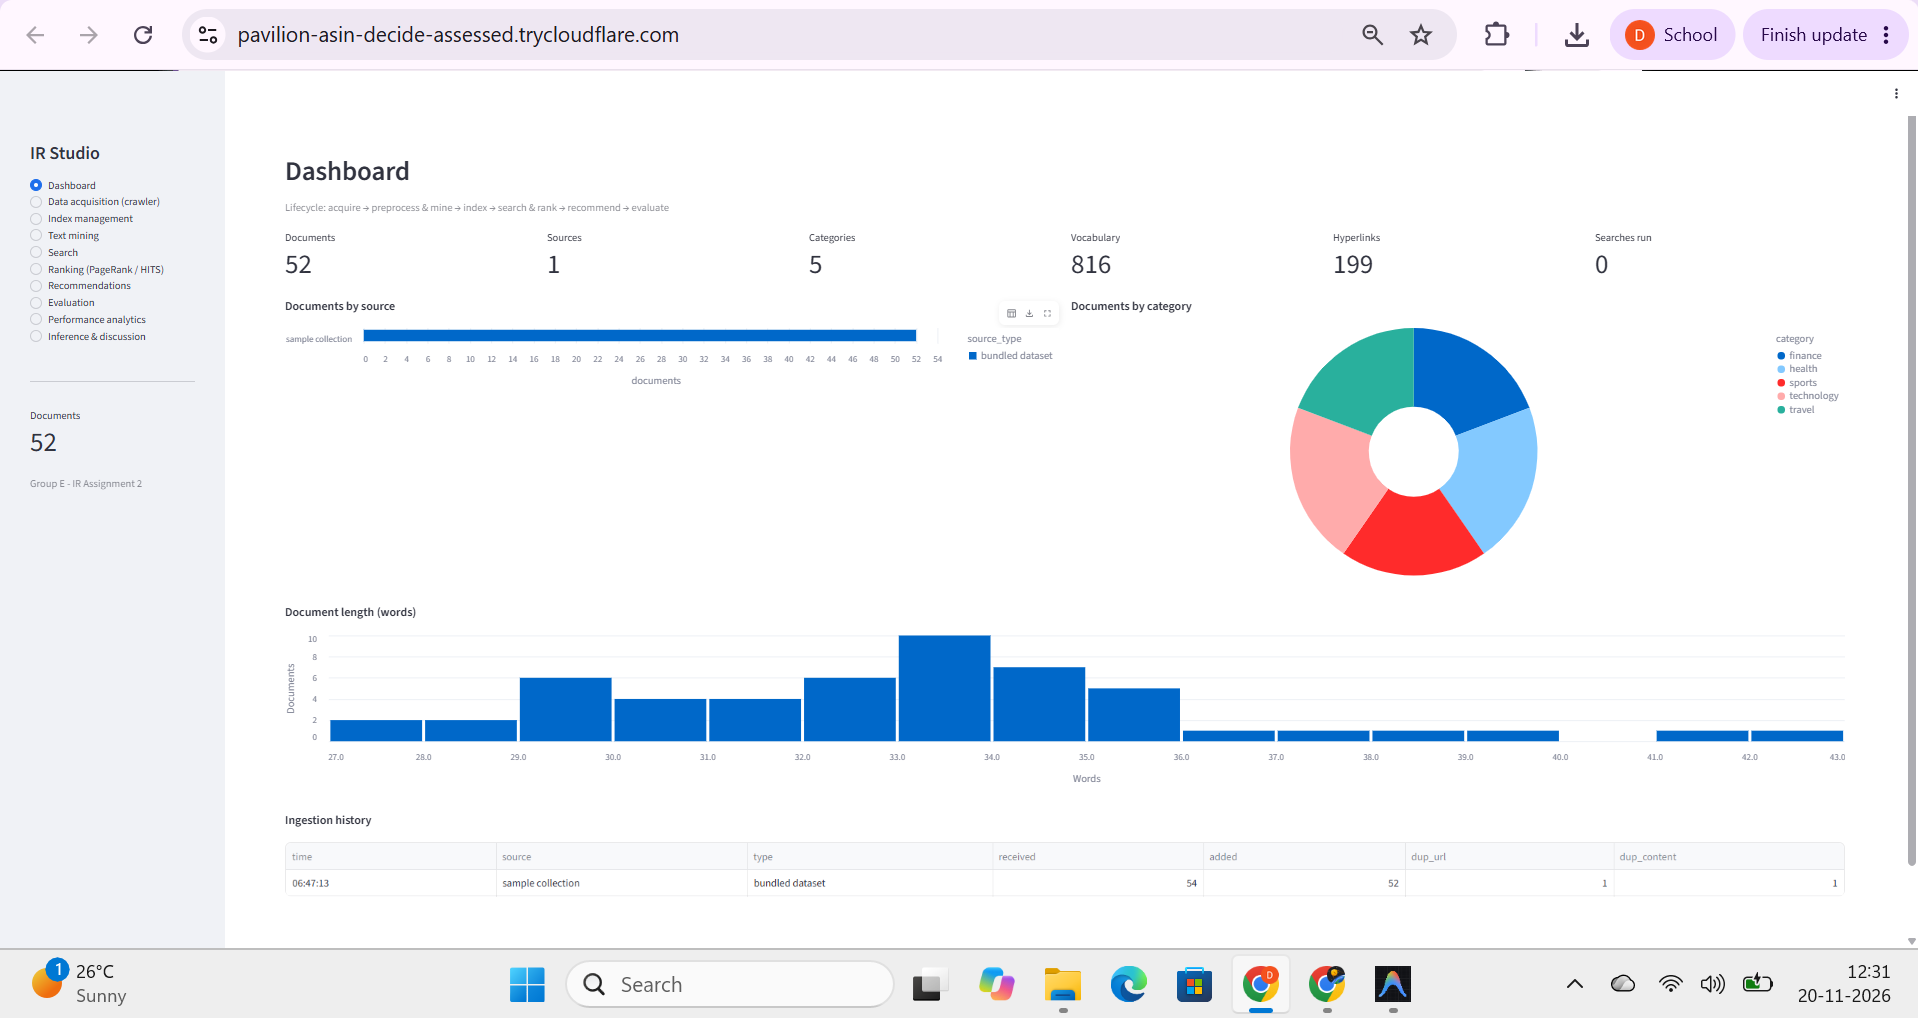 pavilion-asin-decide-assessed.trycloudflare.com
D School
Finish update
IR Studio
Dashboard
Data acquisition (crawler)
Index management
Text mining
Search
Ranking (PageRank / HITS)
Recommendations
Evaluation
Performance analytics
Inference & discussion
Documents
52
Group E - IR Assignment 2
Dashboard
Lifecycle: acquire → preprocess & mine → index → search & rank → recommend → evaluate
Documents Sources Categories Vocabulary Hyperlinks Searches run
52 1 5 816 199 0
Documents by source
sample collection
0 2 4 6 8 10 12 14 16 18 20 22 24 26 28 30 32 34 36 38 40 42 44 46 48 50 52 54
documents
source_type
bundled dataset
Documents by category
category
finance
health
sports
technology
travel
Document length (words)
Documents
10
8
6
4
2
0
27.0 28.0 29.0 30.0 31.0 32.0 33.0 34.0 35.0 36.0 37.0 38.0 39.0 40.0 41.0 42.0 43.0
Words
Ingestion history
time source type received added dup_url dup_content
06:47:13 sample collection bundled dataset 54 52 1 1
1
26°C
Sunny
Search
D
12:31
20-11-2026